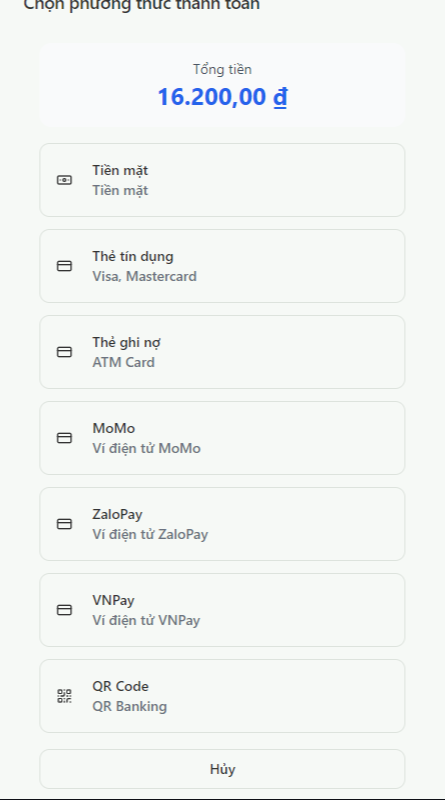 Chọn phương thức thanh toán
Tổng tiền
16.200,00 ₫
Tiền mặt
Tiền mặt
Thẻ tín dụng
Visa, Mastercard
Thẻ ghi nợ
ATM Card
MoMo
Ví điện tử MoMo
ZaloPay
Ví điện tử ZaloPay
VNPay
Ví điện tử VNPay
QR Code
QR Banking
Hủy